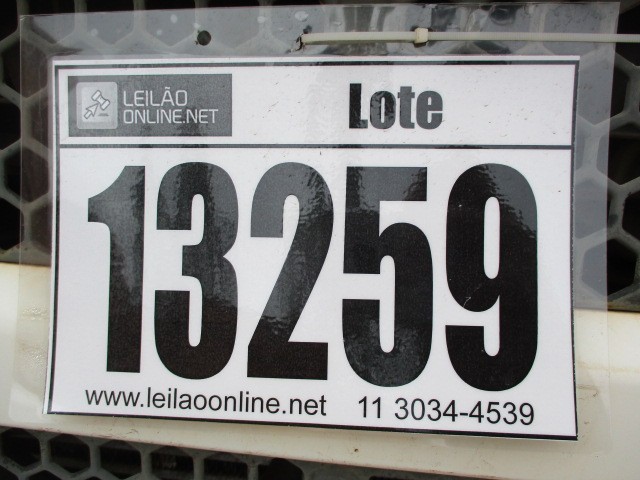 LEILÃO
ONLINE.NET
Lote
13259
www.leilaoonline.net 11 3034-4539